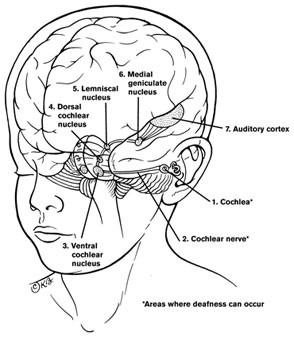 6. Medial
geniculate
nucleus
5. Lemniscal
nucleus
4. Dorsal
cochlear
nucleus
7. Auditory cortex
1. Cochlea*
2. Cochlear nerve*
3. Ventral
cochlear
nucleus
*Areas where deafness can occur